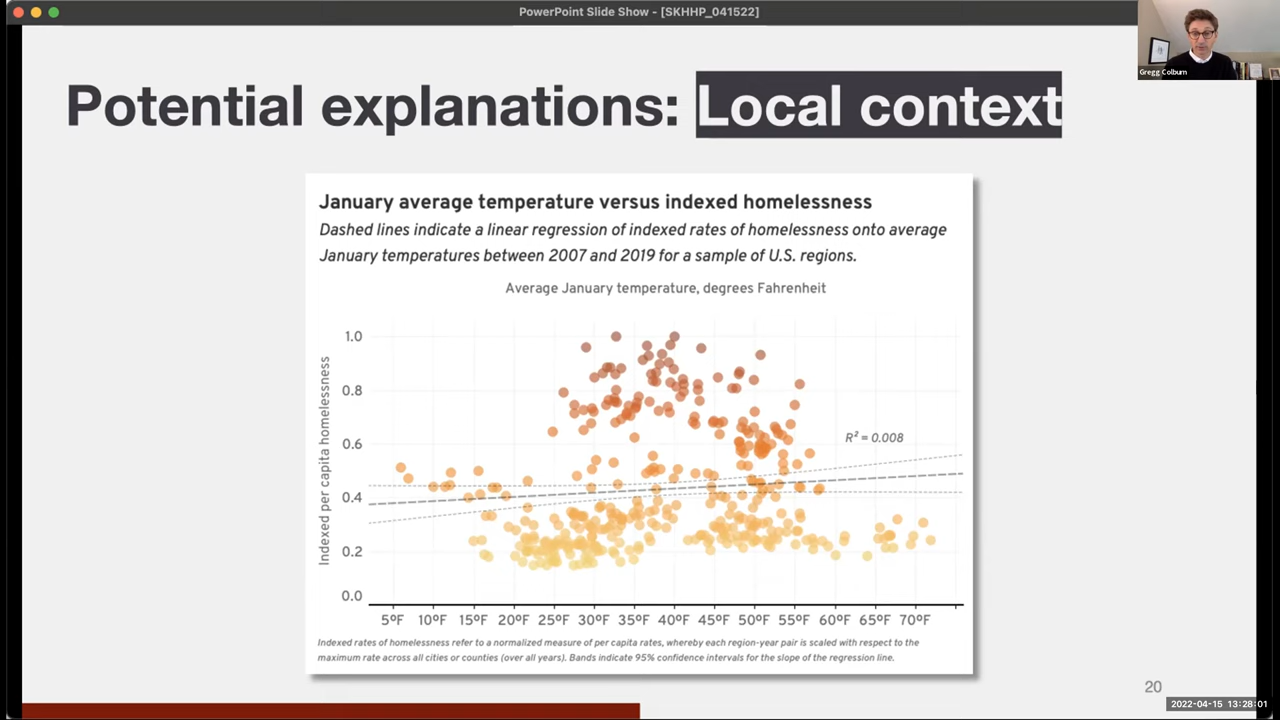 PowerPoint Slide Show - [SKHHP_041522]
Gregg Colburn
Potential explanations: Local context
January average temperature versus indexed homelessness
Dashed lines indicate a linear regression of indexed rates of homelessness onto average
January temperatures between 2007 and 2019 for a sample of U.S. regions.
Average January temperature, degrees Fahrenheit
Indexed per capita homelessness
1.0
0.8
0.6
0.4
0.2
0.0
R² = 0.008
5ºF 10ºF 15ºF 20ºF 25ºF 30ºF 35ºF 40ºF 45ºF 50ºF 55ºF 60ºF 65ºF 70ºF
Indexed rates of homelessness refer to a normalized measure of per capita rates, whereby each region-year pair is scaled with respect to the
maximum rate across all cities or counties (over all years). Bands indicate 95% confidence intervals for the slope of the regression line.
20
2022-04-15 13:28:01